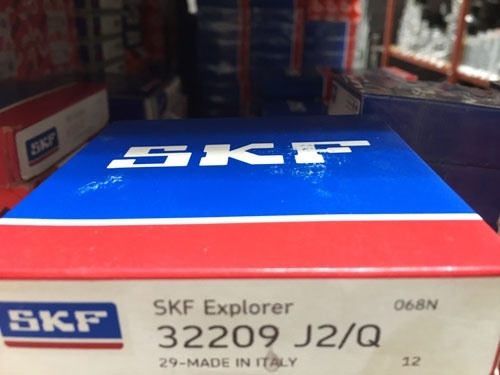 SKF
SKF
SKF Explorer 068N
SKF
32209 J2/Q
29-MADE IN ITALY 12